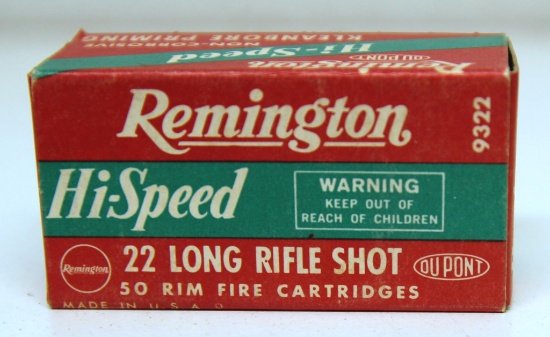 NON-CORROSIVE
KLEANBORE PRIMING
Hi-Speed
Remington
DU PONT
Remington
9322
Hi-Speed
WARNING
KEEP OUT OF
REACH OF CHILDREN
22 LONG RIFLE SHOT
Remington
DU PONT
50 RIM FIRE CARTRIDGES
MADE IN U.S.A.